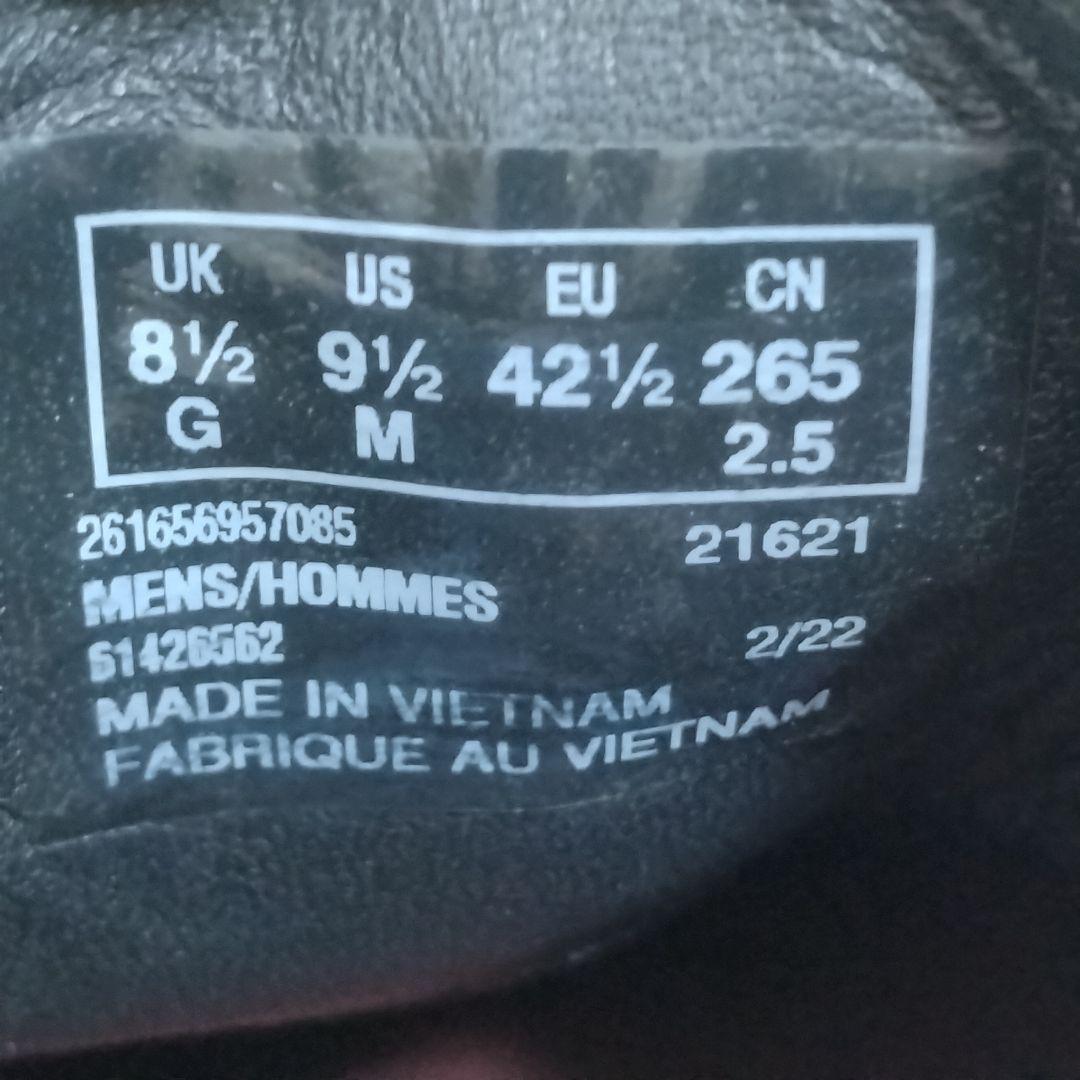 UK US EU CN
8½ 9½ 42½ 265
G M 2.5
261656957085 21621
MENS/HOMMES
61426562 2/22
MADE IN VIETNAM
FABRIQUE AU VIETNAM